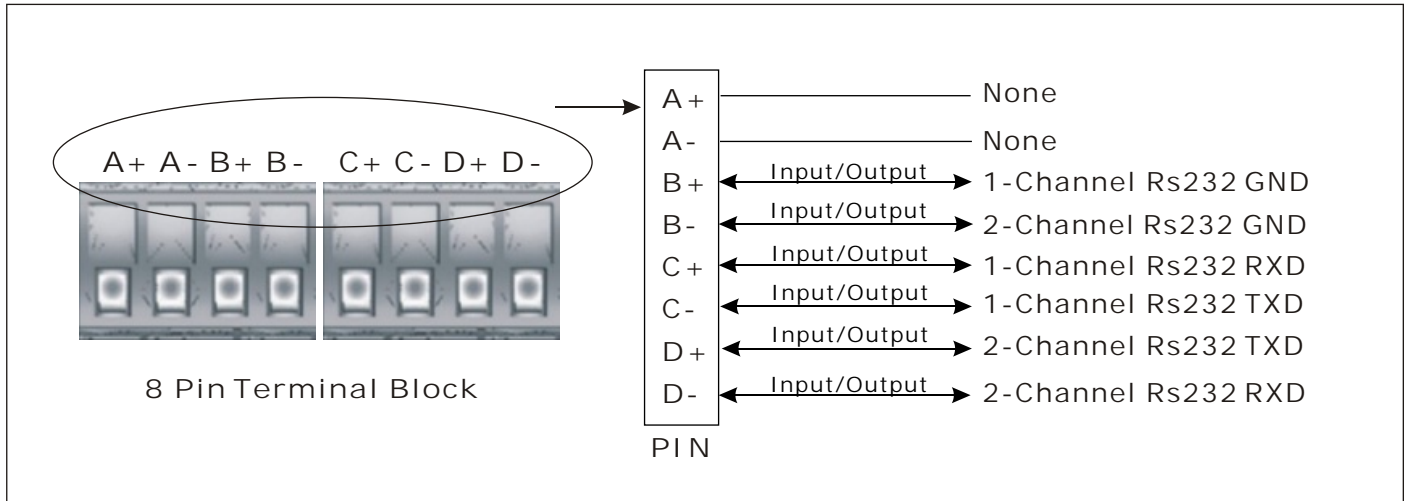 A+ A- B+ B- C+ C- D+ D-
8 Pin Terminal Block
A+ None
A- None
B+ Input/Output 1-Channel Rs232 GND
B- Input/Output 2-Channel Rs232 GND
C+ Input/Output 1-Channel Rs232 RXD
C- Input/Output 1-Channel Rs232 TXD
D+ Input/Output 2-Channel Rs232 TXD
D- Input/Output 2-Channel Rs232 RXD
PIN